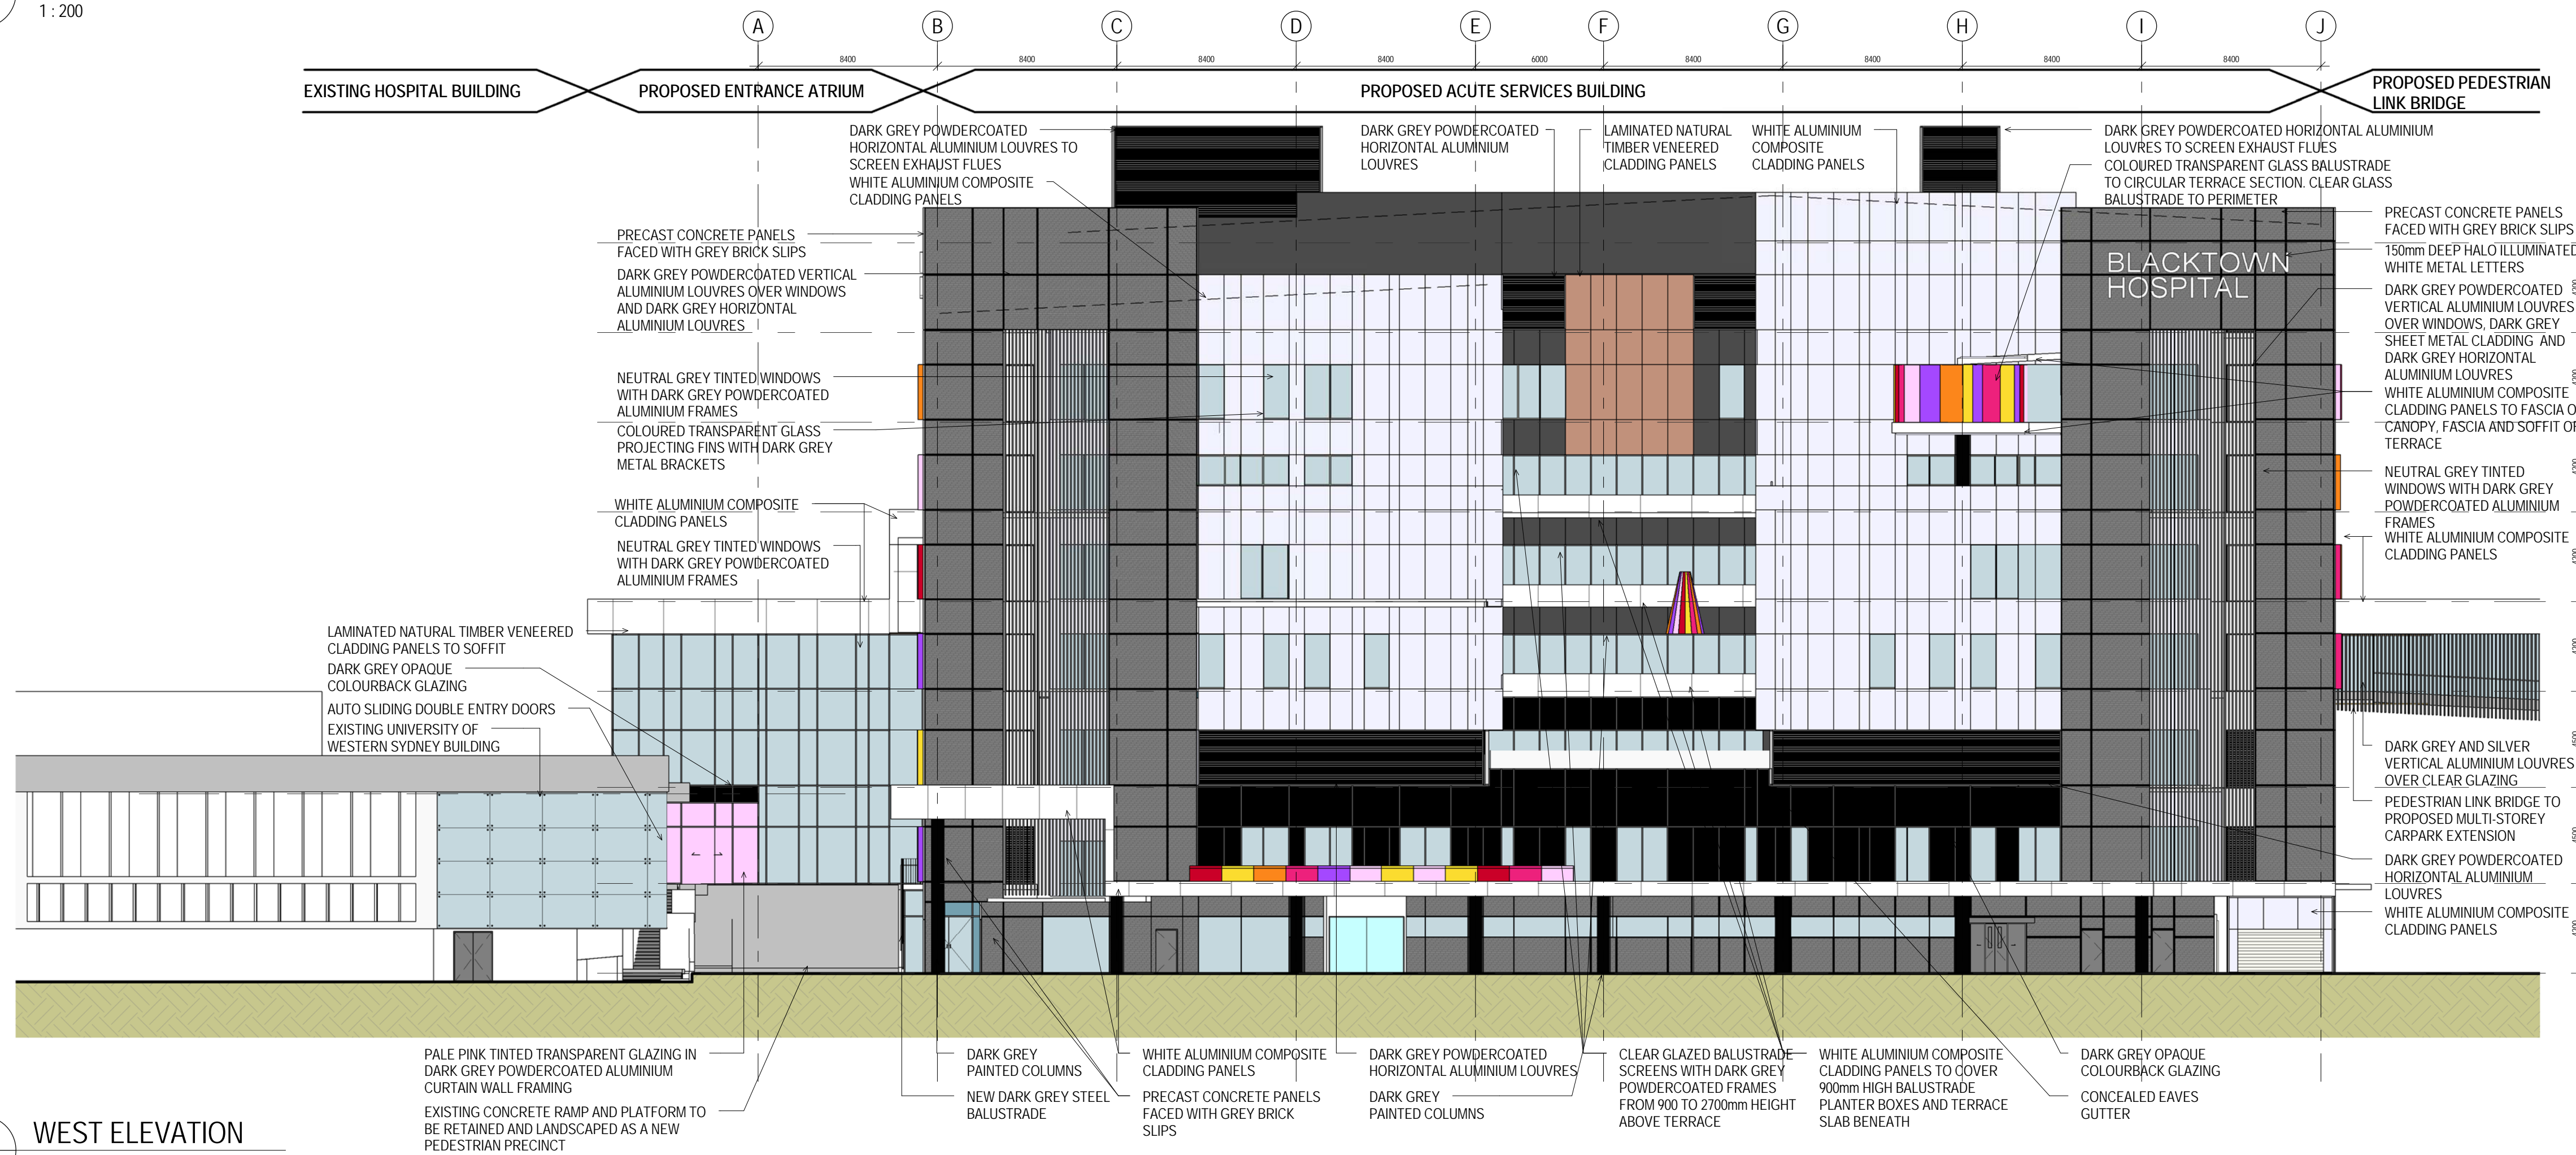 1 : 200
A
B
C
D
E
F
G
H
I
J
8400
8400
8400
8400
6000
8400
8400
8400
8400
EXISTING HOSPITAL BUILDING
PROPOSED ENTRANCE ATRIUM
PROPOSED ACUTE SERVICES BUILDING
PROPOSED PEDESTRIAN
LINK BRIDGE
DARK GREY POWDERCOATED
HORIZONTAL ALUMINIUM LOUVRES TO
SCREEN EXHAUST FLUES
WHITE ALUMINIUM COMPOSITE
CLADDING PANELS
DARK GREY POWDERCOATED
HORIZONTAL ALUMINIUM
LOUVRES
LAMINATED NATURAL
TIMBER VENEERED
CLADDING PANELS
WHITE ALUMINIUM
COMPOSITE
CLADDING PANELS
DARK GREY POWDERCOATED HORIZONTAL ALUMINIUM
LOUVRES TO SCREEN EXHAUST FLUES
COLOURED TRANSPARENT GLASS BALUSTRADE
TO CIRCULAR TERRACE SECTION. CLEAR GLASS
BALUSTRADE TO PERIMETER
PRECAST CONCRETE PANELS
FACED WITH GREY BRICK SLIPS
DARK GREY POWDERCOATED VERTICAL
ALUMINIUM LOUVRES OVER WINDOWS
AND DARK GREY HORIZONTAL
ALUMINIUM LOUVRES
NEUTRAL GREY TINTED WINDOWS
WITH DARK GREY POWDERCOATED
ALUMINIUM FRAMES
COLOURED TRANSPARENT GLASS
PROJECTING FINS WITH DARK GREY
METAL BRACKETS
WHITE ALUMINIUM COMPOSITE
CLADDING PANELS
NEUTRAL GREY TINTED WINDOWS
WITH DARK GREY POWDERCOATED
ALUMINIUM FRAMES
LAMINATED NATURAL TIMBER VENEERED
CLADDING PANELS TO SOFFIT
DARK GREY OPAQUE
COLOURBACK GLAZING
AUTO SLIDING DOUBLE ENTRY DOORS
EXISTING UNIVERSITY OF
WESTERN SYDNEY BUILDING
BLACKTOWN
HOSPITAL
PRECAST CONCRETE PANELS
FACED WITH GREY BRICK SLIPS
150mm DEEP HALO ILLUMINATED
WHITE METAL LETTERS
DARK GREY POWDERCOATED
VERTICAL ALUMINIUM LOUVRES
OVER WINDOWS, DARK GREY
SHEET METAL CLADDING AND
DARK GREY HORIZONTAL
ALUMINIUM LOUVRES
WHITE ALUMINIUM COMPOSITE
CLADDING PANELS TO FASCIA O
CANOPY, FASCIA AND SOFFIT OF
TERRACE
NEUTRAL GREY TINTED
WINDOWS WITH DARK GREY
POWDERCOATED ALUMINIUM
FRAMES
WHITE ALUMINIUM COMPOSITE
CLADDING PANELS
DARK GREY AND SILVER
VERTICAL ALUMINIUM LOUVRES
OVER CLEAR GLAZING
PEDESTRIAN LINK BRIDGE TO
PROPOSED MULTI-STOREY
CARPARK EXTENSION
DARK GREY POWDERCOATED
HORIZONTAL ALUMINIUM
LOUVRES
WHITE ALUMINIUM COMPOSITE
CLADDING PANELS
PALE PINK TINTED TRANSPARENT GLAZING IN
DARK GREY POWDERCOATED ALUMINIUM
CURTAIN WALL FRAMING
EXISTING CONCRETE RAMP AND PLATFORM TO
BE RETAINED AND LANDSCAPED AS A NEW
PEDESTRIAN PRECINCT
DARK GREY
PAINTED COLUMNS
NEW DARK GREY STEEL
BALUSTRADE
WHITE ALUMINIUM COMPOSITE
CLADDING PANELS
PRECAST CONCRETE PANELS
FACED WITH GREY BRICK
SLIPS
DARK GREY POWDERCOATED
HORIZONTAL ALUMINIUM LOUVRES
DARK GREY
PAINTED COLUMNS
CLEAR GLAZED BALUSTRADE
SCREENS WITH DARK GREY
POWDERCOATED FRAMES
FROM 900 TO 2700mm HEIGHT
ABOVE TERRACE
WHITE ALUMINIUM COMPOSITE
CLADDING PANELS TO COVER
900mm HIGH BALUSTRADE
PLANTER BOXES AND TERRACE
SLAB BENEATH
DARK GREY OPAQUE
COLOURBACK GLAZING
CONCEALED EAVES
GUTTER
WEST ELEVATION